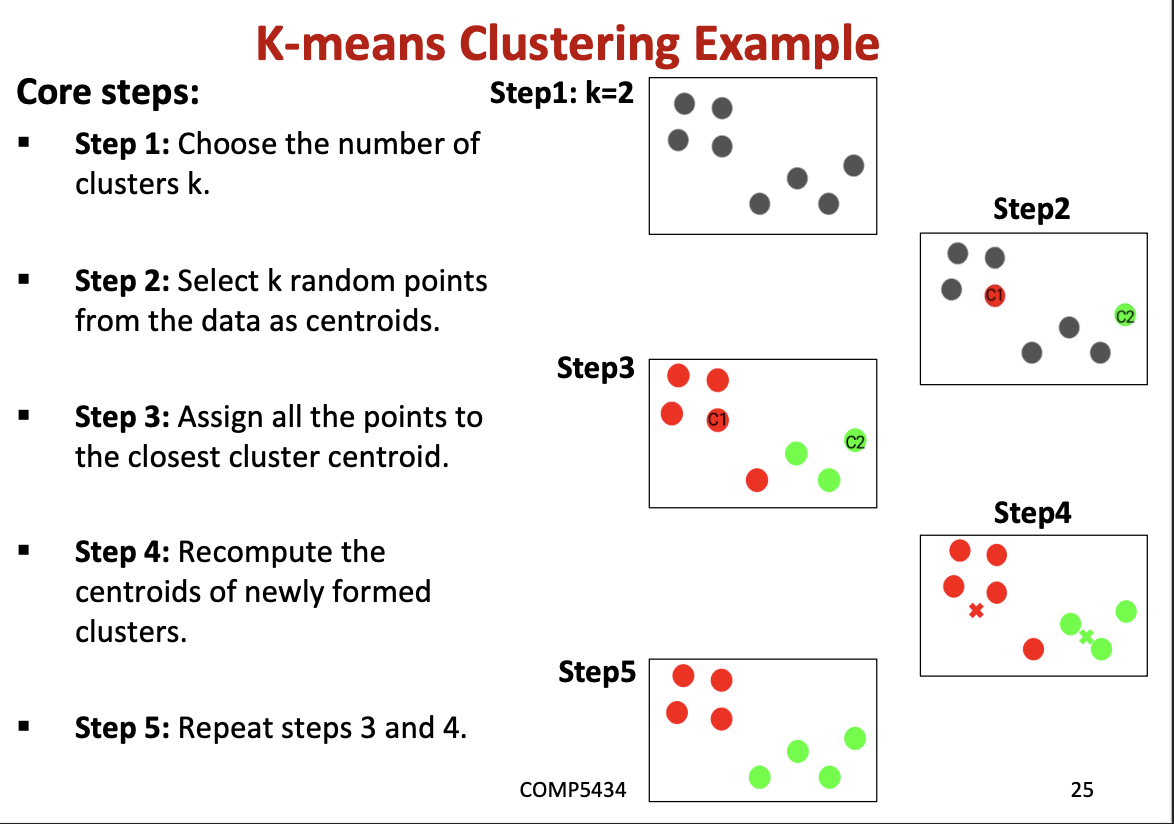 K-means Clustering Example
Core steps:
▪ Step 1: Choose the number of
clusters k.
▪ Step 2: Select k random points
from the data as centroids.
▪ Step 3: Assign all the points to
the closest cluster centroid.
▪ Step 4: Recompute the
centroids of newly formed
clusters.
▪ Step 5: Repeat steps 3 and 4.
Step1: k=2
Step2
C1
C2
Step3
C1
C2
Step4
Step5
COMP5434
25